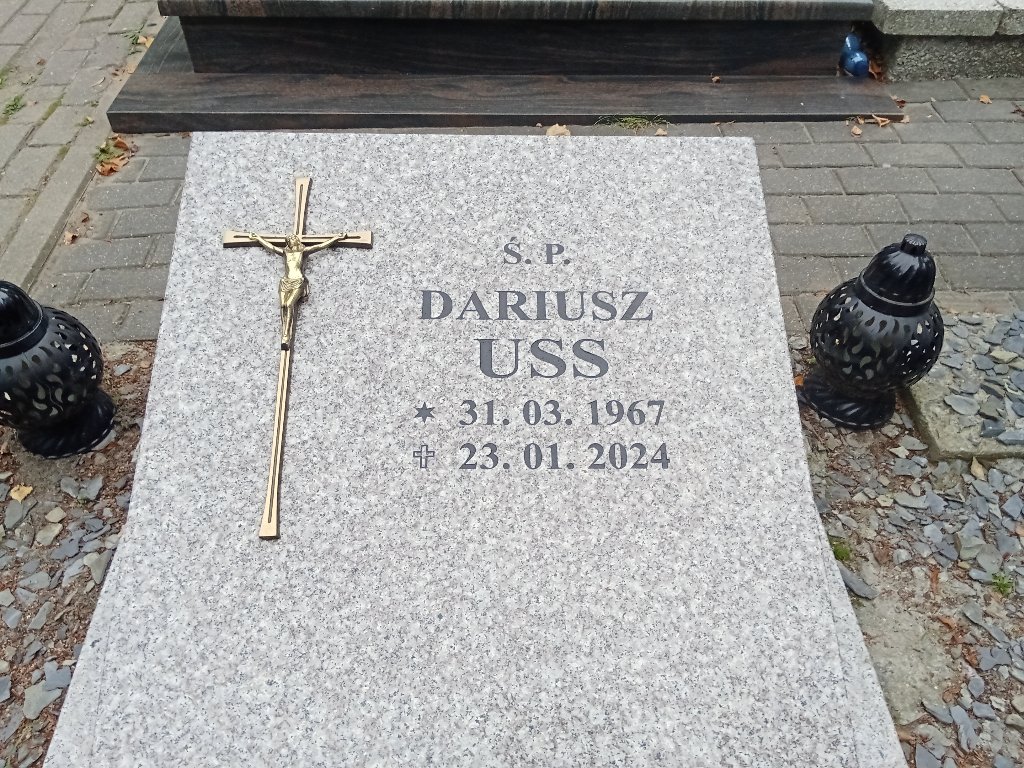 Ś. P.
DARIUSZ
USS
★ 31. 03. 1967
✝ 23. 01. 2024